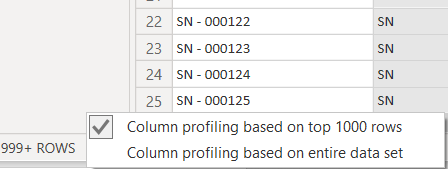 22 SN - 000122 SN
23 SN - 000123 SN
24 SN - 000124 SN
25 SN - 000125 SN
Column profiling based on top 1000 rows
999+ ROWS
Column profiling based on entire data set